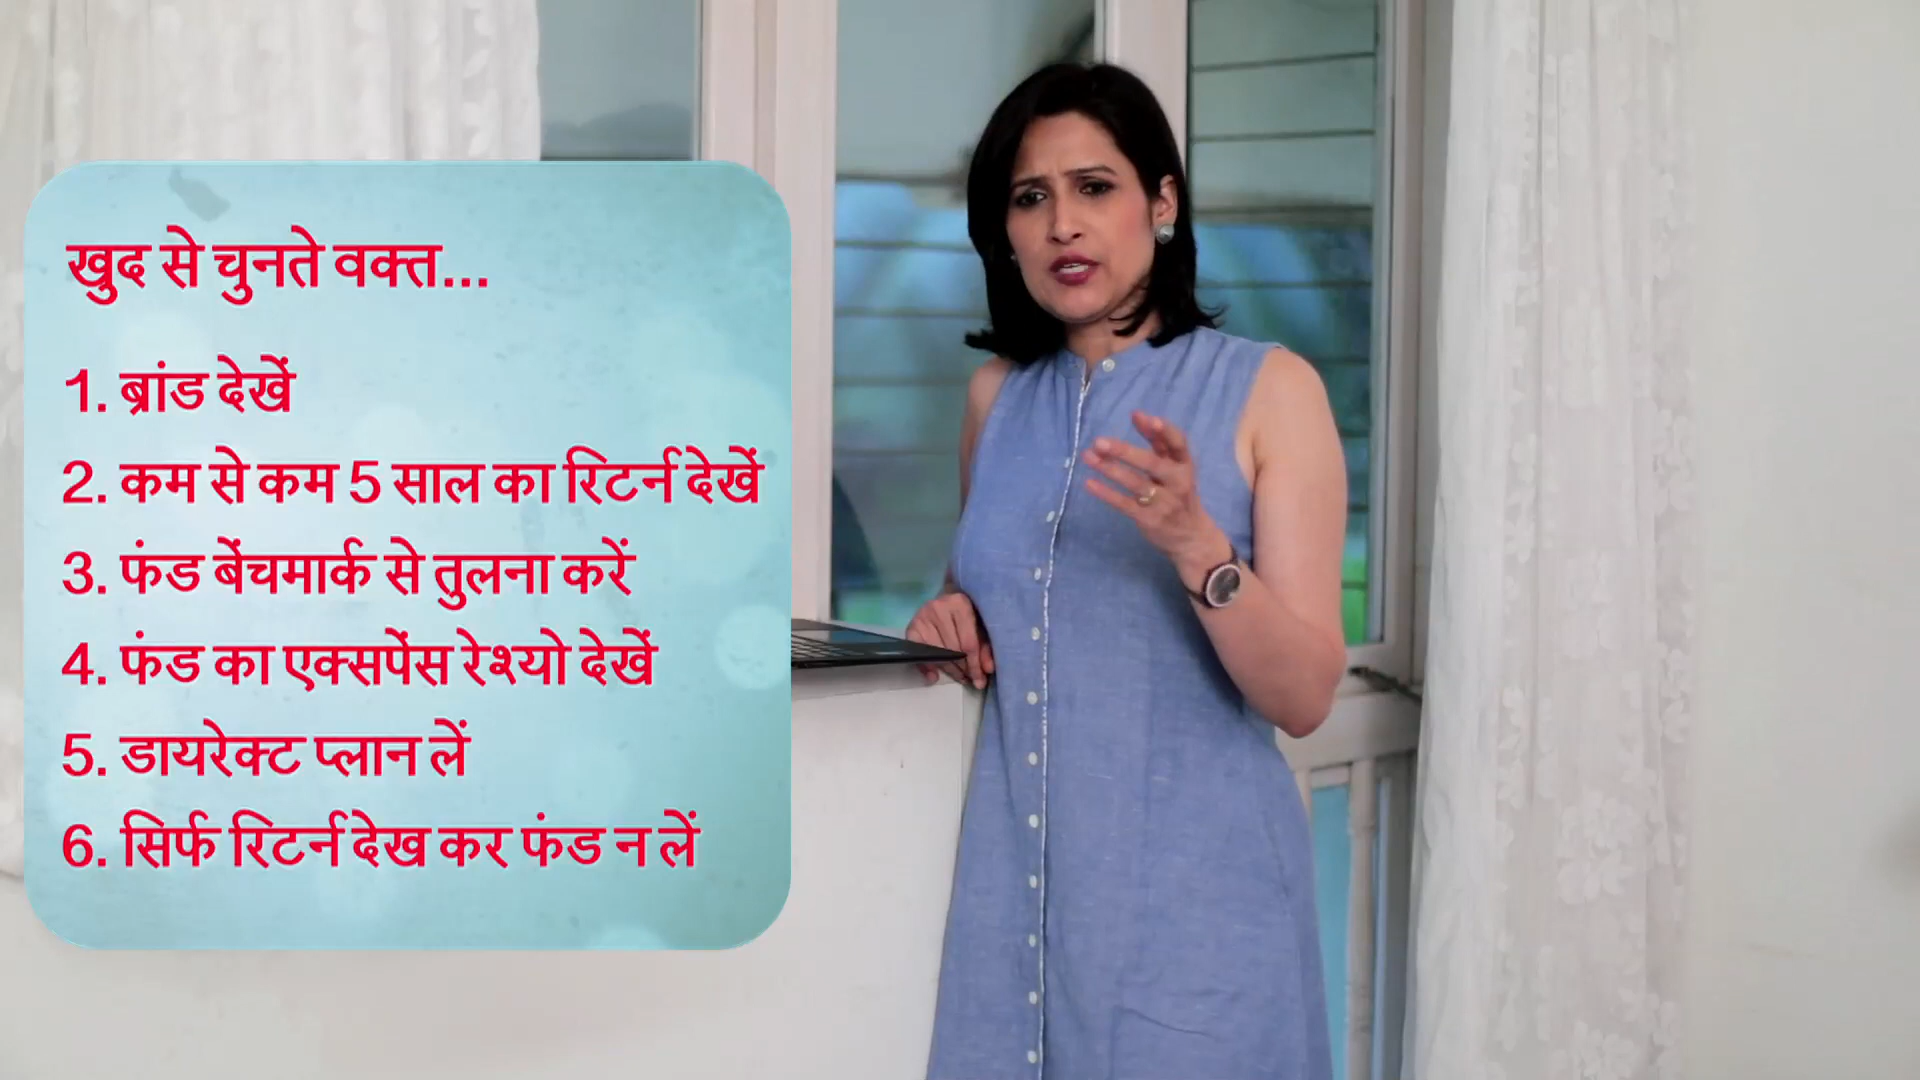 खुद से चुनते वक्त...
1. ब्रांड देखें
2. कम से कम 5 साल का रिटर्न देखें
3. फंड बेंचमार्क से तुलना करें
4. फंड का एक्सपेंस रेश्यो देखें
5. डायरेक्ट प्लान लें
6. सिर्फ रिटर्न देख कर फंड न लें